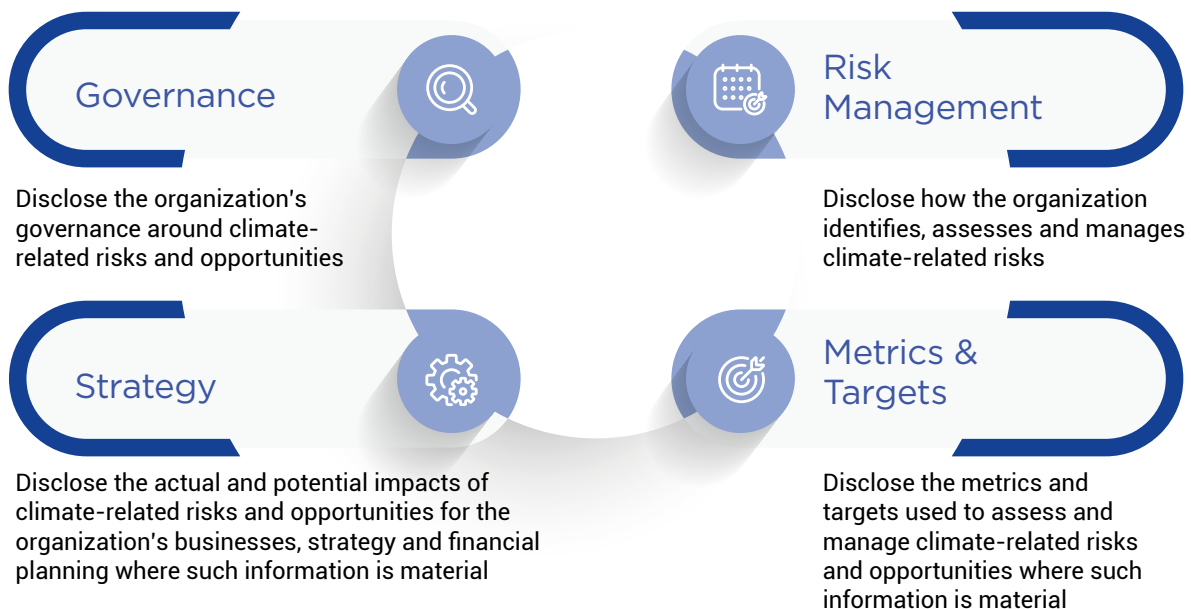 Governance
Disclose the organization's
governance around climate-
related risks and opportunities
Risk
Management
Disclose how the organization
identifies, assesses and manages
climate-related risks
Strategy
Disclose the actual and potential impacts of
climate-related risks and opportunities for the
organization's businesses, strategy and financial
planning where such information is material
Metrics &
Targets
Disclose the metrics and
targets used to assess and
manage climate-related risks
and opportunities where such
information is material